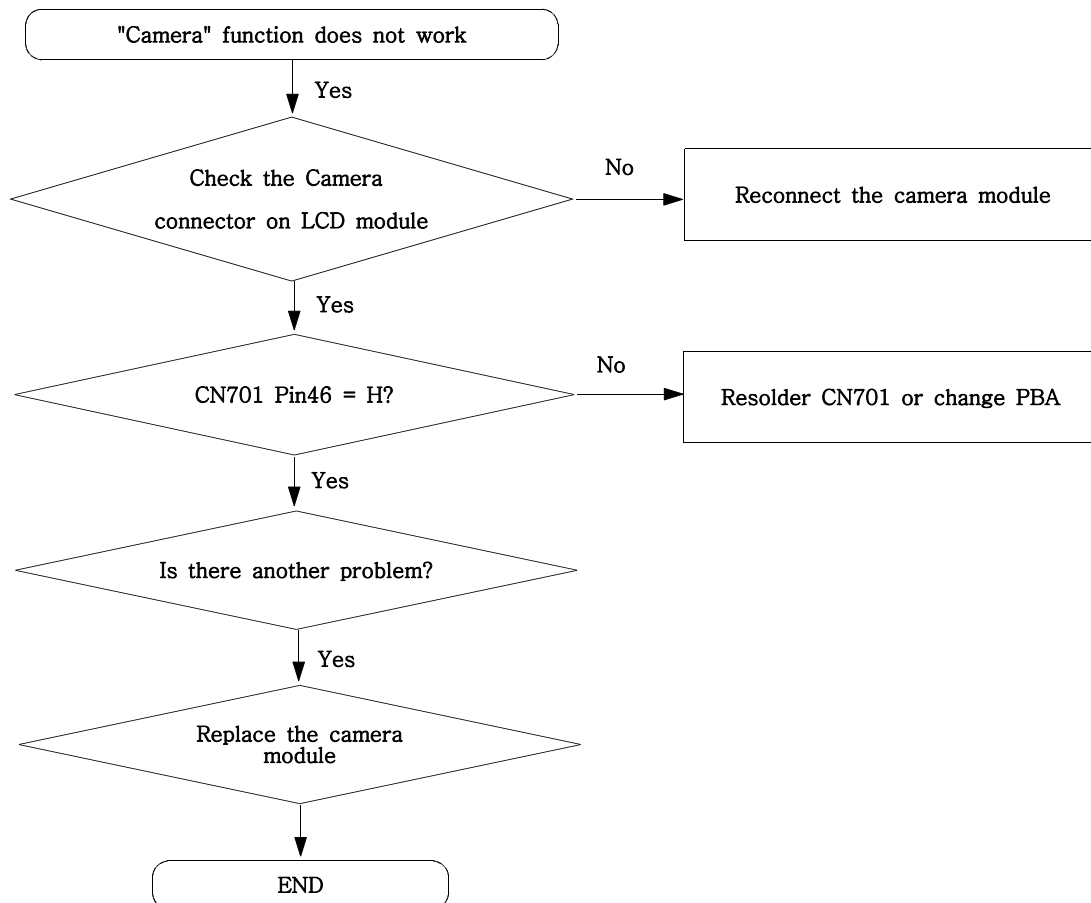 "Camera" function does not work
Yes
Check the Camera
connector on LCD module
No
Reconnect the camera module
Yes
CN701 Pin46 = H?
No
Resolder CN701 or change PBA
Yes
Is there another problem?
Yes
Replace the camera
module
END